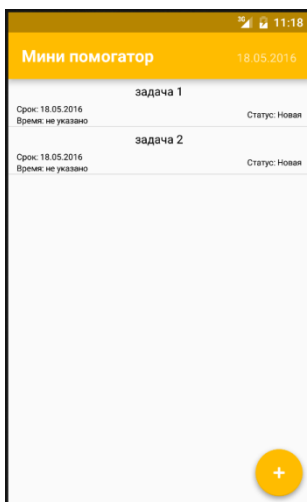 3G 11:18
Мини помогатор 18.05.2016
задача 1
Срок: 18.05.2016
Время: не указано Статус: Новая
задача 2
Срок: 18.05.2016
Время: не указано Статус: Новая
+